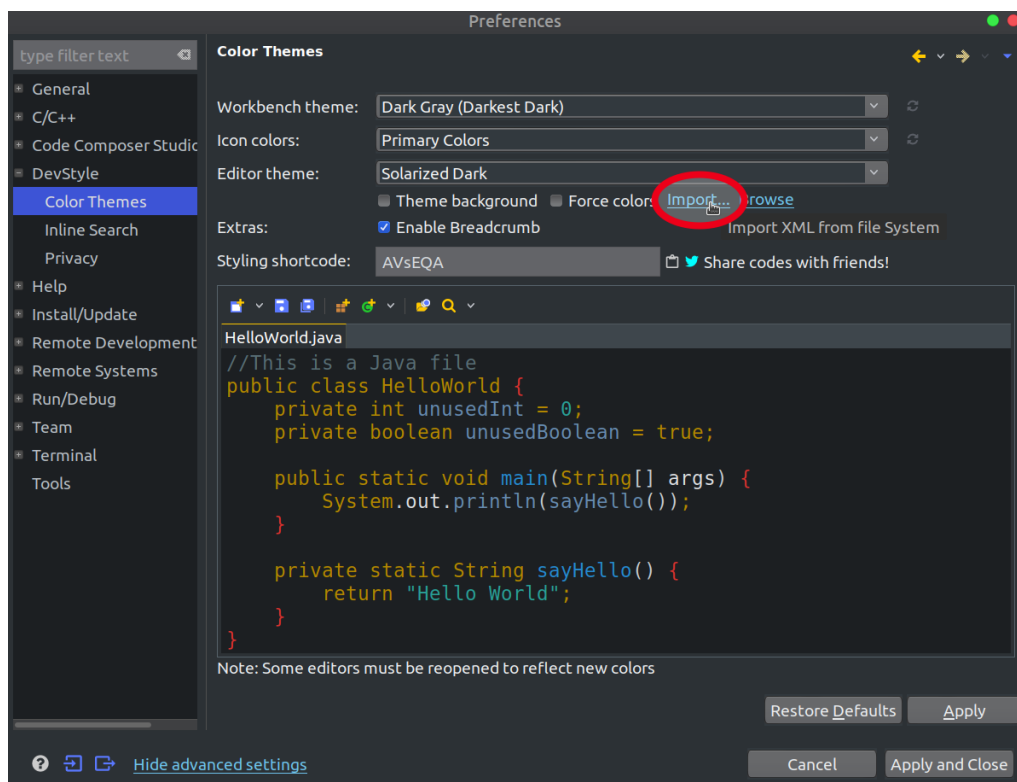 Preferences
type filter text
Color Themes
General
C/C++
Code Composer Studio
DevStyle
Color Themes
Inline Search
Privacy
Help
Install/Update
Remote Development
Remote Systems
Run/Debug
Team
Terminal
Tools
Workbench theme: Dark Gray (Darkest Dark)
Icon colors: Primary Colors
Editor theme: Solarized Dark
Theme background Force colors Import... Browse
Extras: Enable Breadcrumb Import XML from file System
Styling shortcode: AVsEQA Share codes with friends!
HelloWorld.java
//This is a Java file
public class HelloWorld {
    private int unusedInt = 0;
    private boolean unusedBoolean = true;
    public static void main(String[] args) {
        System.out.println(sayHello());
    }
    private static String sayHello() {
        return "Hello World";
    }
}
Note: Some editors must be reopened to reflect new colors
Restore Defaults Apply
Hide advanced settings Cancel Apply and Close